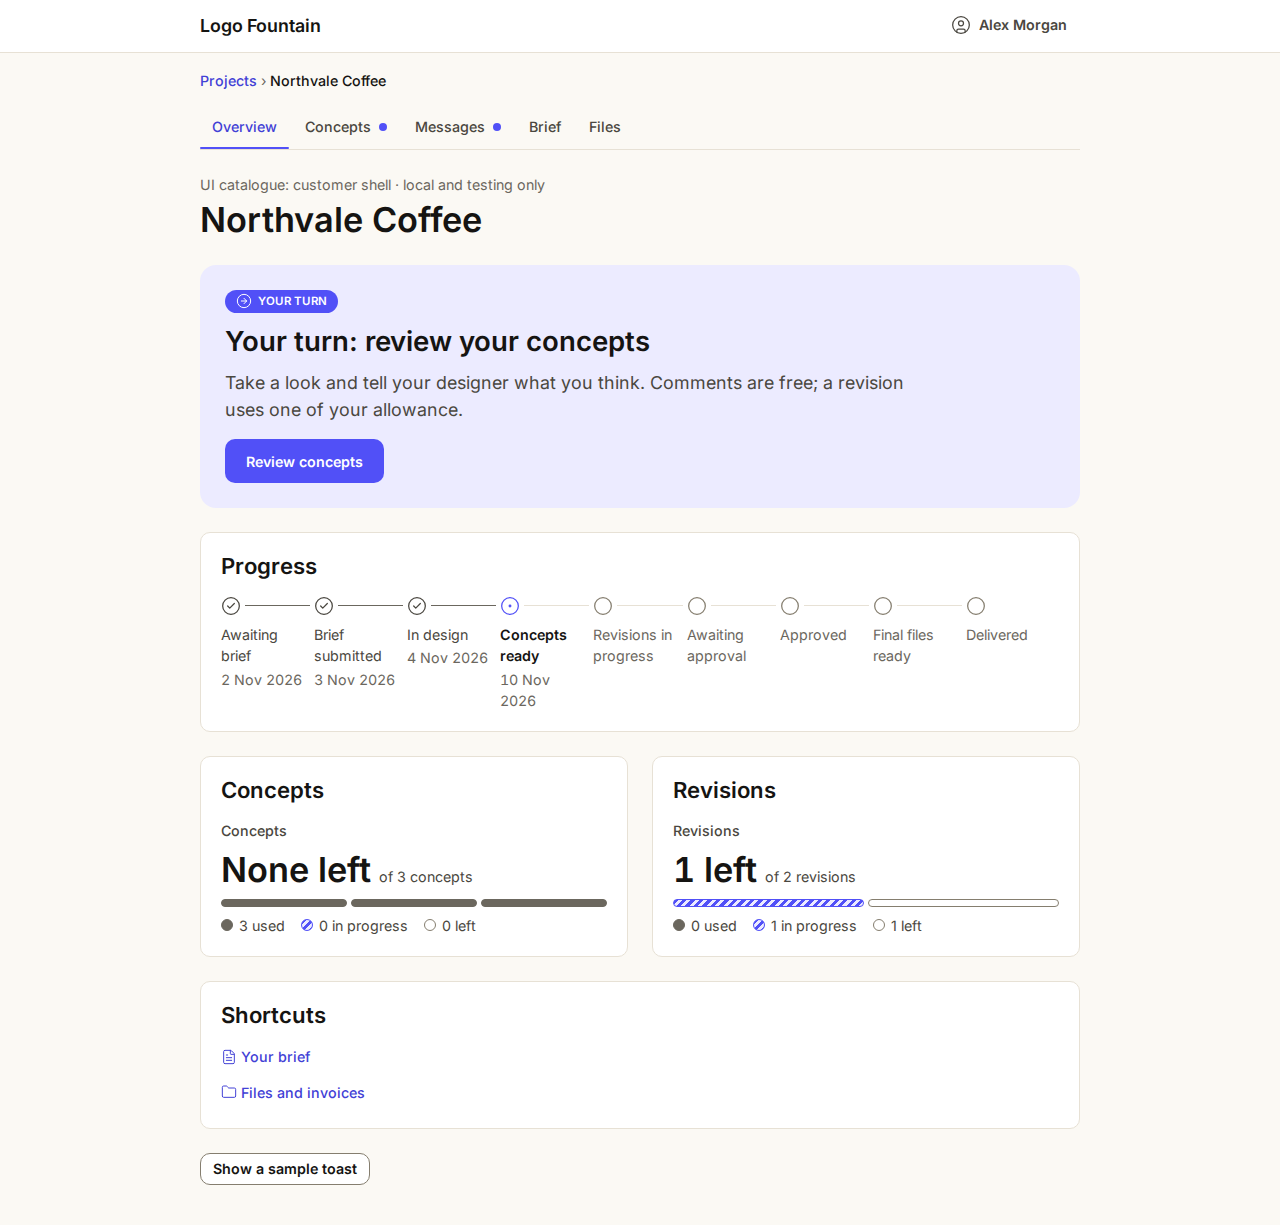 Logo Fountain
Alex Morgan
Projects › Northvale Coffee
Overview
Concepts
Messages
Brief
Files
UI catalogue: customer shell · local and testing only
Northvale Coffee
YOUR TURN
Your turn: review your concepts
Take a look and tell your designer what you think. Comments are free; a revision
uses one of your allowance.
Review concepts
Progress
Awaiting
brief
2 Nov 2026
Brief
submitted
3 Nov 2026
In design
4 Nov 2026
Concepts
ready
10 Nov
2026
Revisions in
progress
Awaiting
approval
Approved
Final files
ready
Delivered
Concepts
Concepts
None left of 3 concepts
3 used
0 in progress
0 left
Revisions
Revisions
1 left of 2 revisions
0 used
1 in progress
1 left
Shortcuts
Your brief
Files and invoices
Show a sample toast